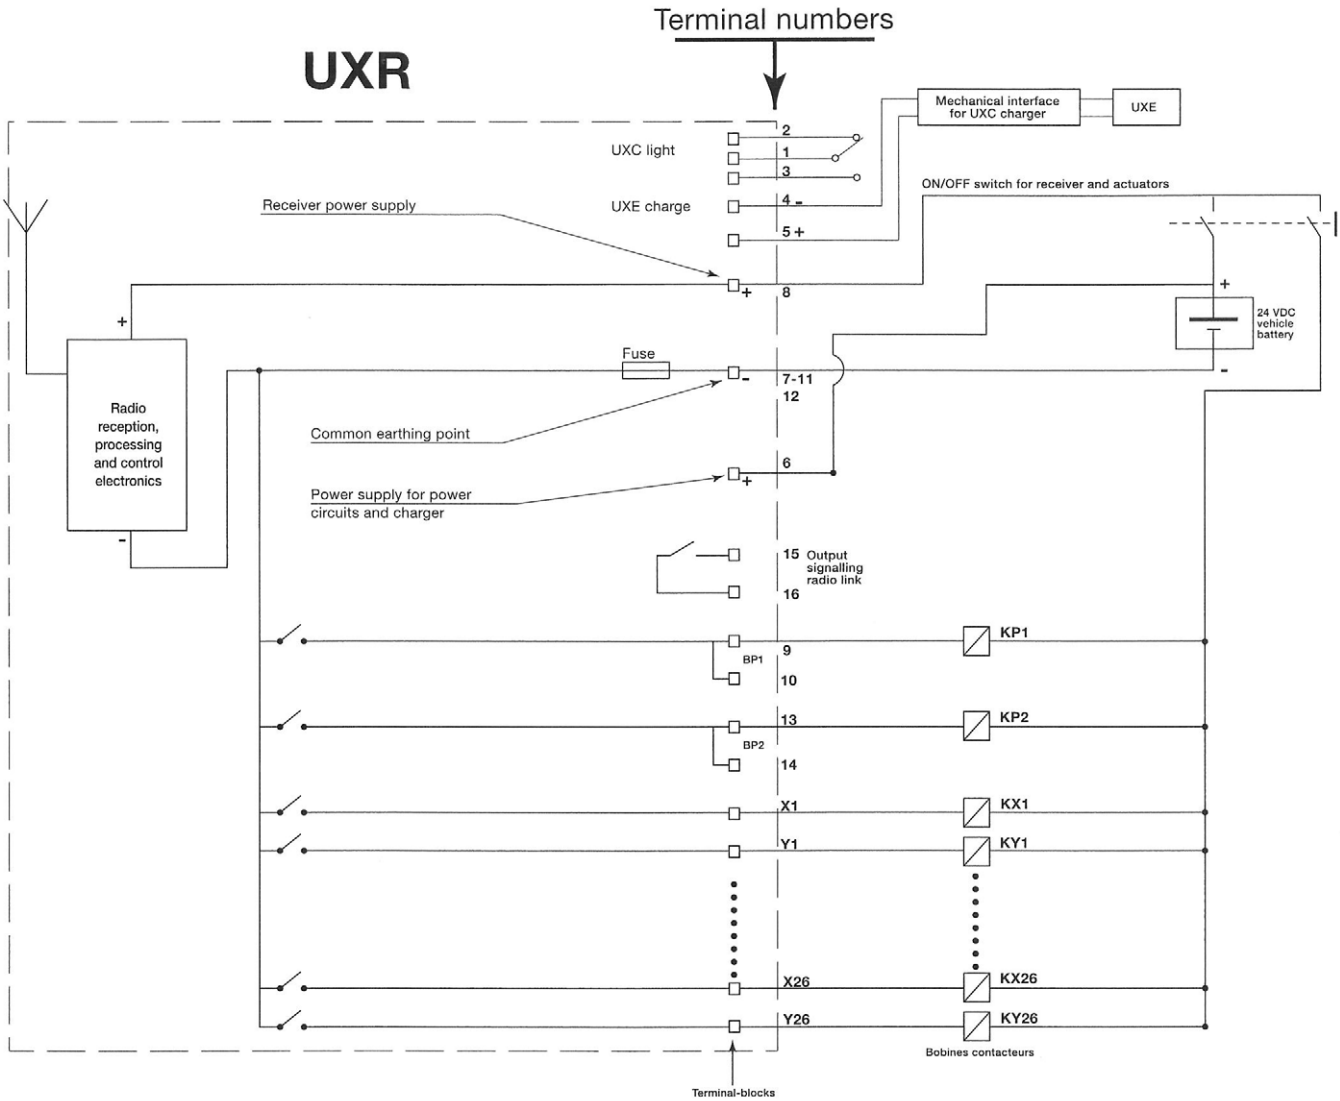 Terminal numbers
UXR
Mechanical interface
for UXC charger
UXE
2
UXC light
1
3
ON/OFF switch for receiver and actuators
Receiver power supply
UXE charge
4 -
5 +
+
8
+
24 VDC
vehicle
battery
-
+
Fuse
-
7-11
12
Radio
reception,
processing
and control
electronics
-
Common earthing point
6
+
Power supply for power
circuits and charger
15 Output
signalling
radio link
16
KP1
9
BP1
10
13
KP2
BP2
14
X1
KX1
Y1
KY1
X26
KX26
Y26
KY26
Bobines contacteurs
Terminal-blocks